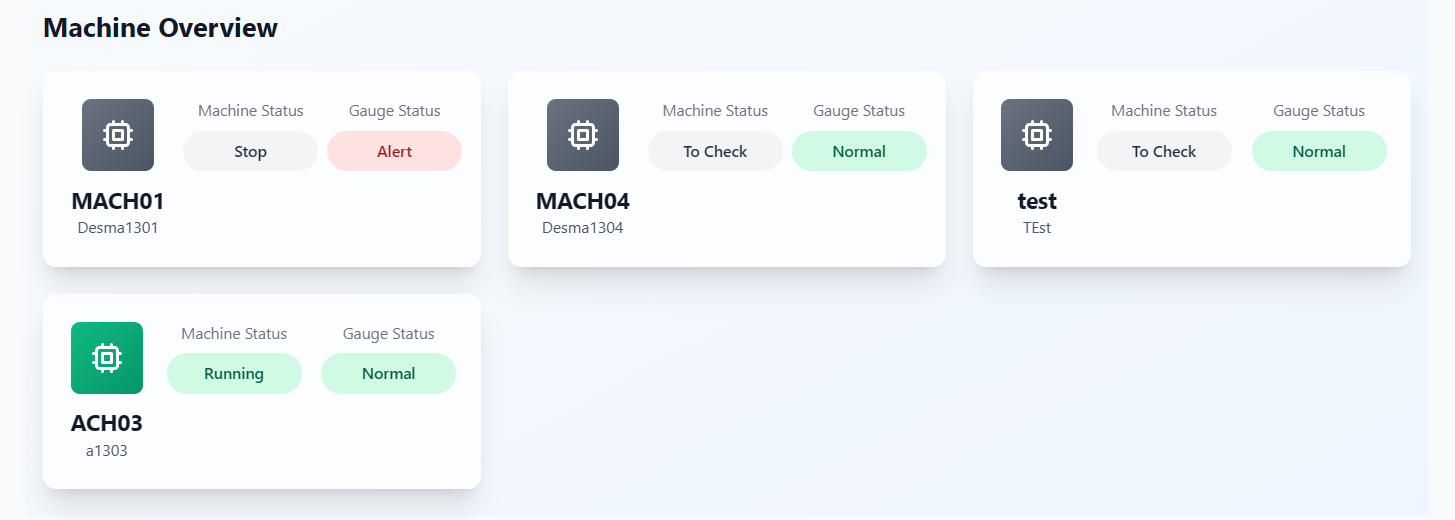 Machine Overview
Machine Status Gauge Status
Stop Alert
MACH01
Desma1301
Machine Status Gauge Status
To Check Normal
MACH04
Desma1304
Machine Status Gauge Status
To Check Normal
test
TEst
Machine Status Gauge Status
Running Normal
ACH03
a1303